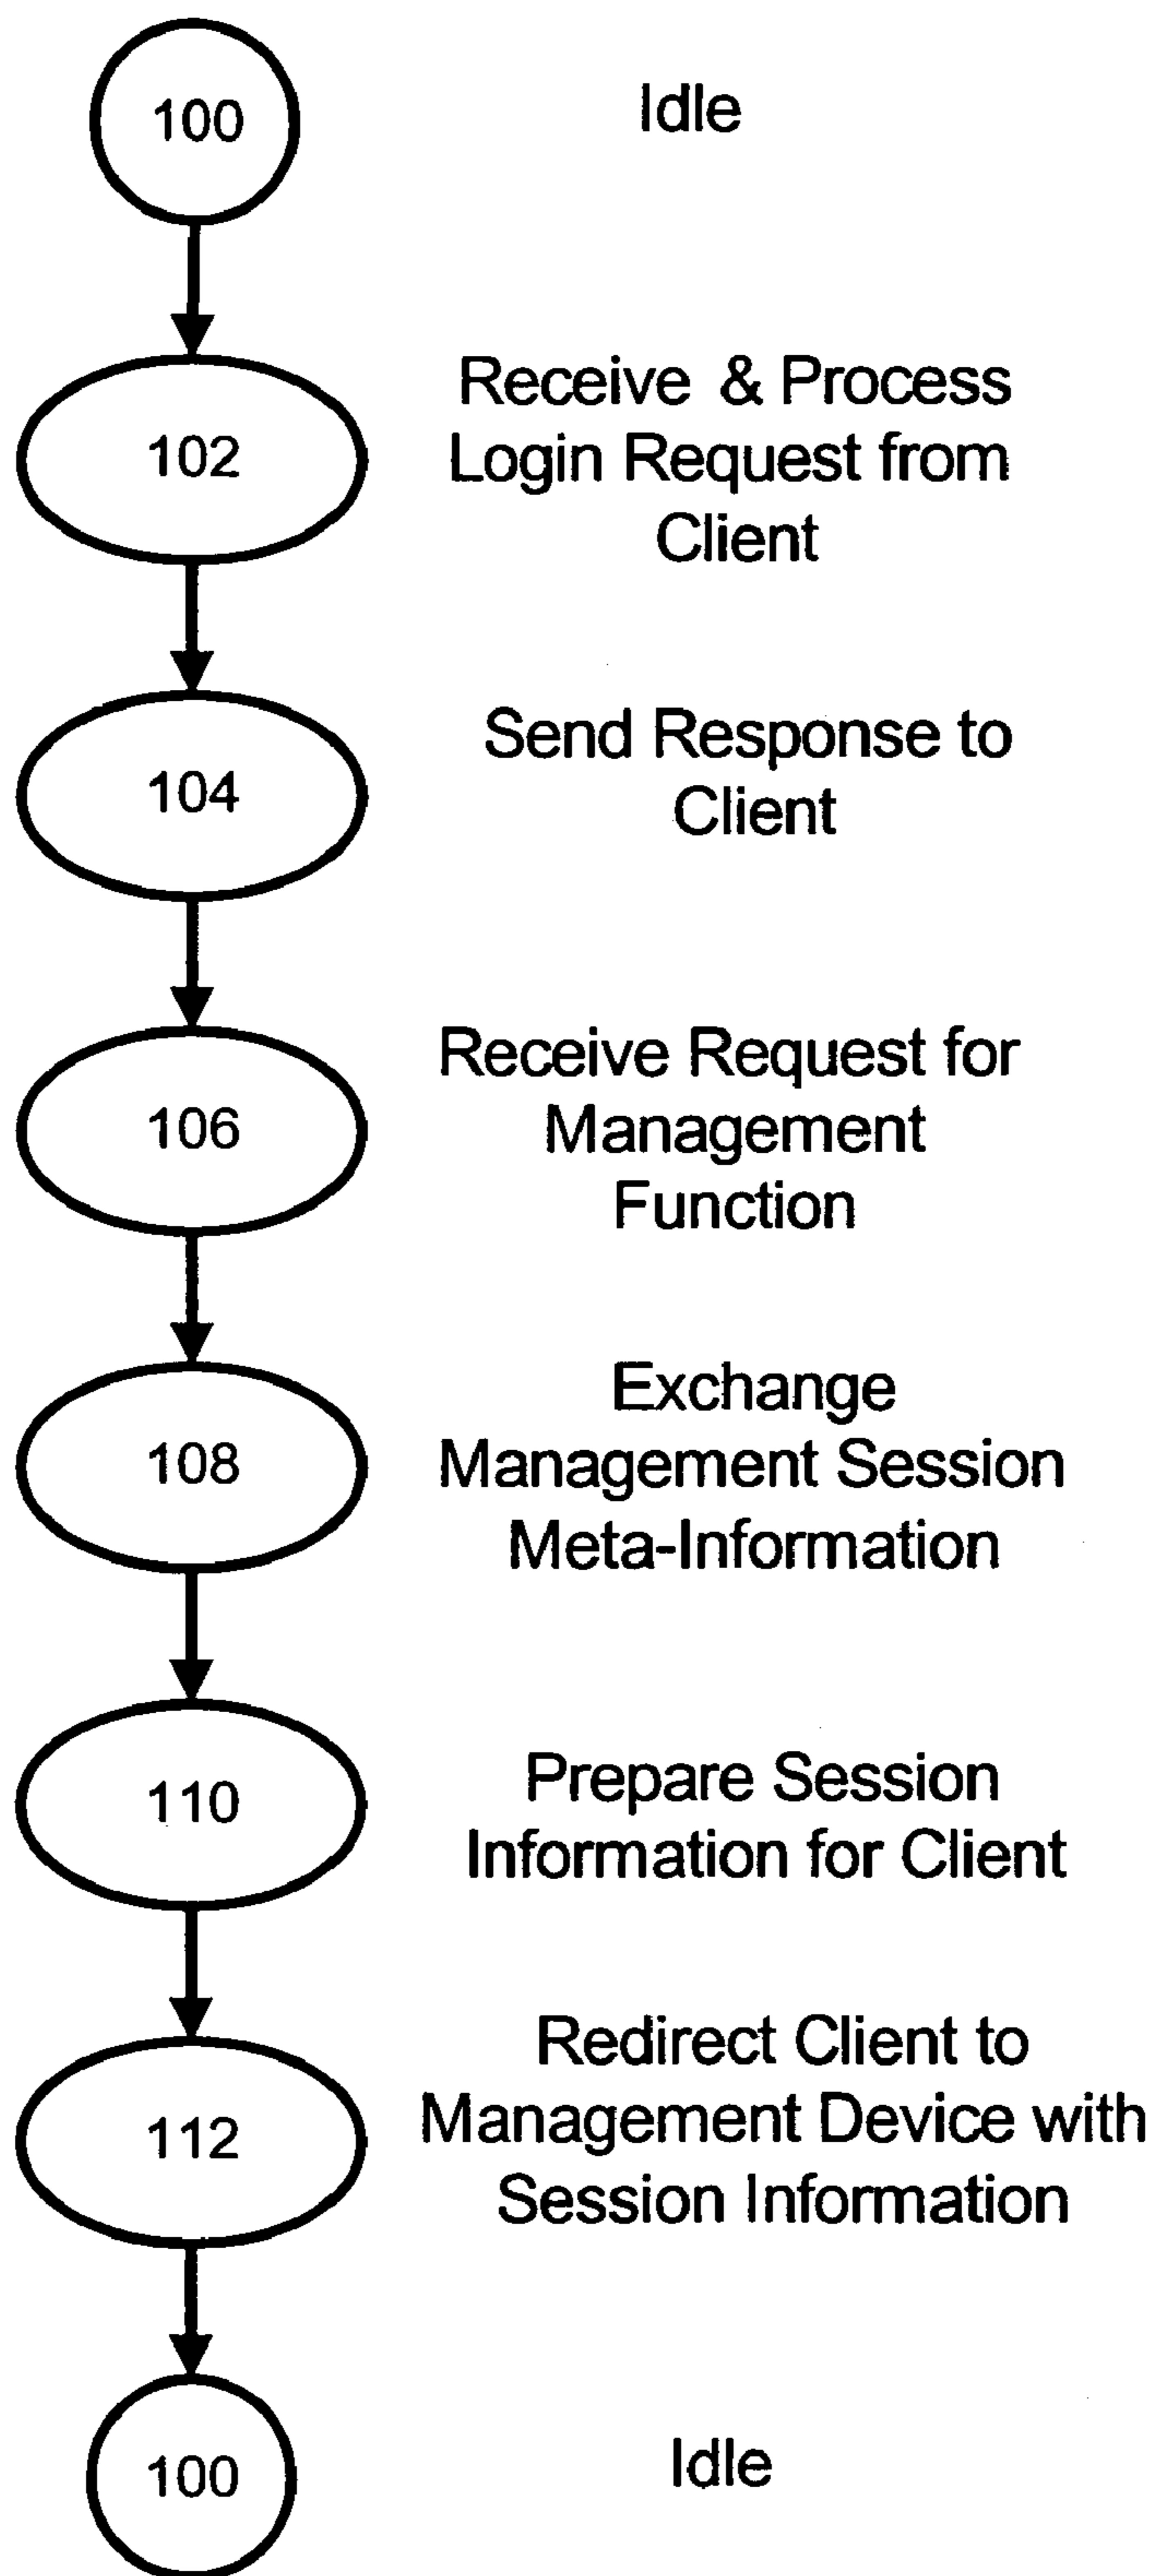 100
Idle
102
Receive & Process
Login Request from
Client
104
Send Response to
Client
106
Receive Request for
Management
Function
108
Exchange
Management Session
Meta-Information
110
Prepare Session
Information for Client
112
Redirect Client to
Management Device with
Session Information
100
Idle